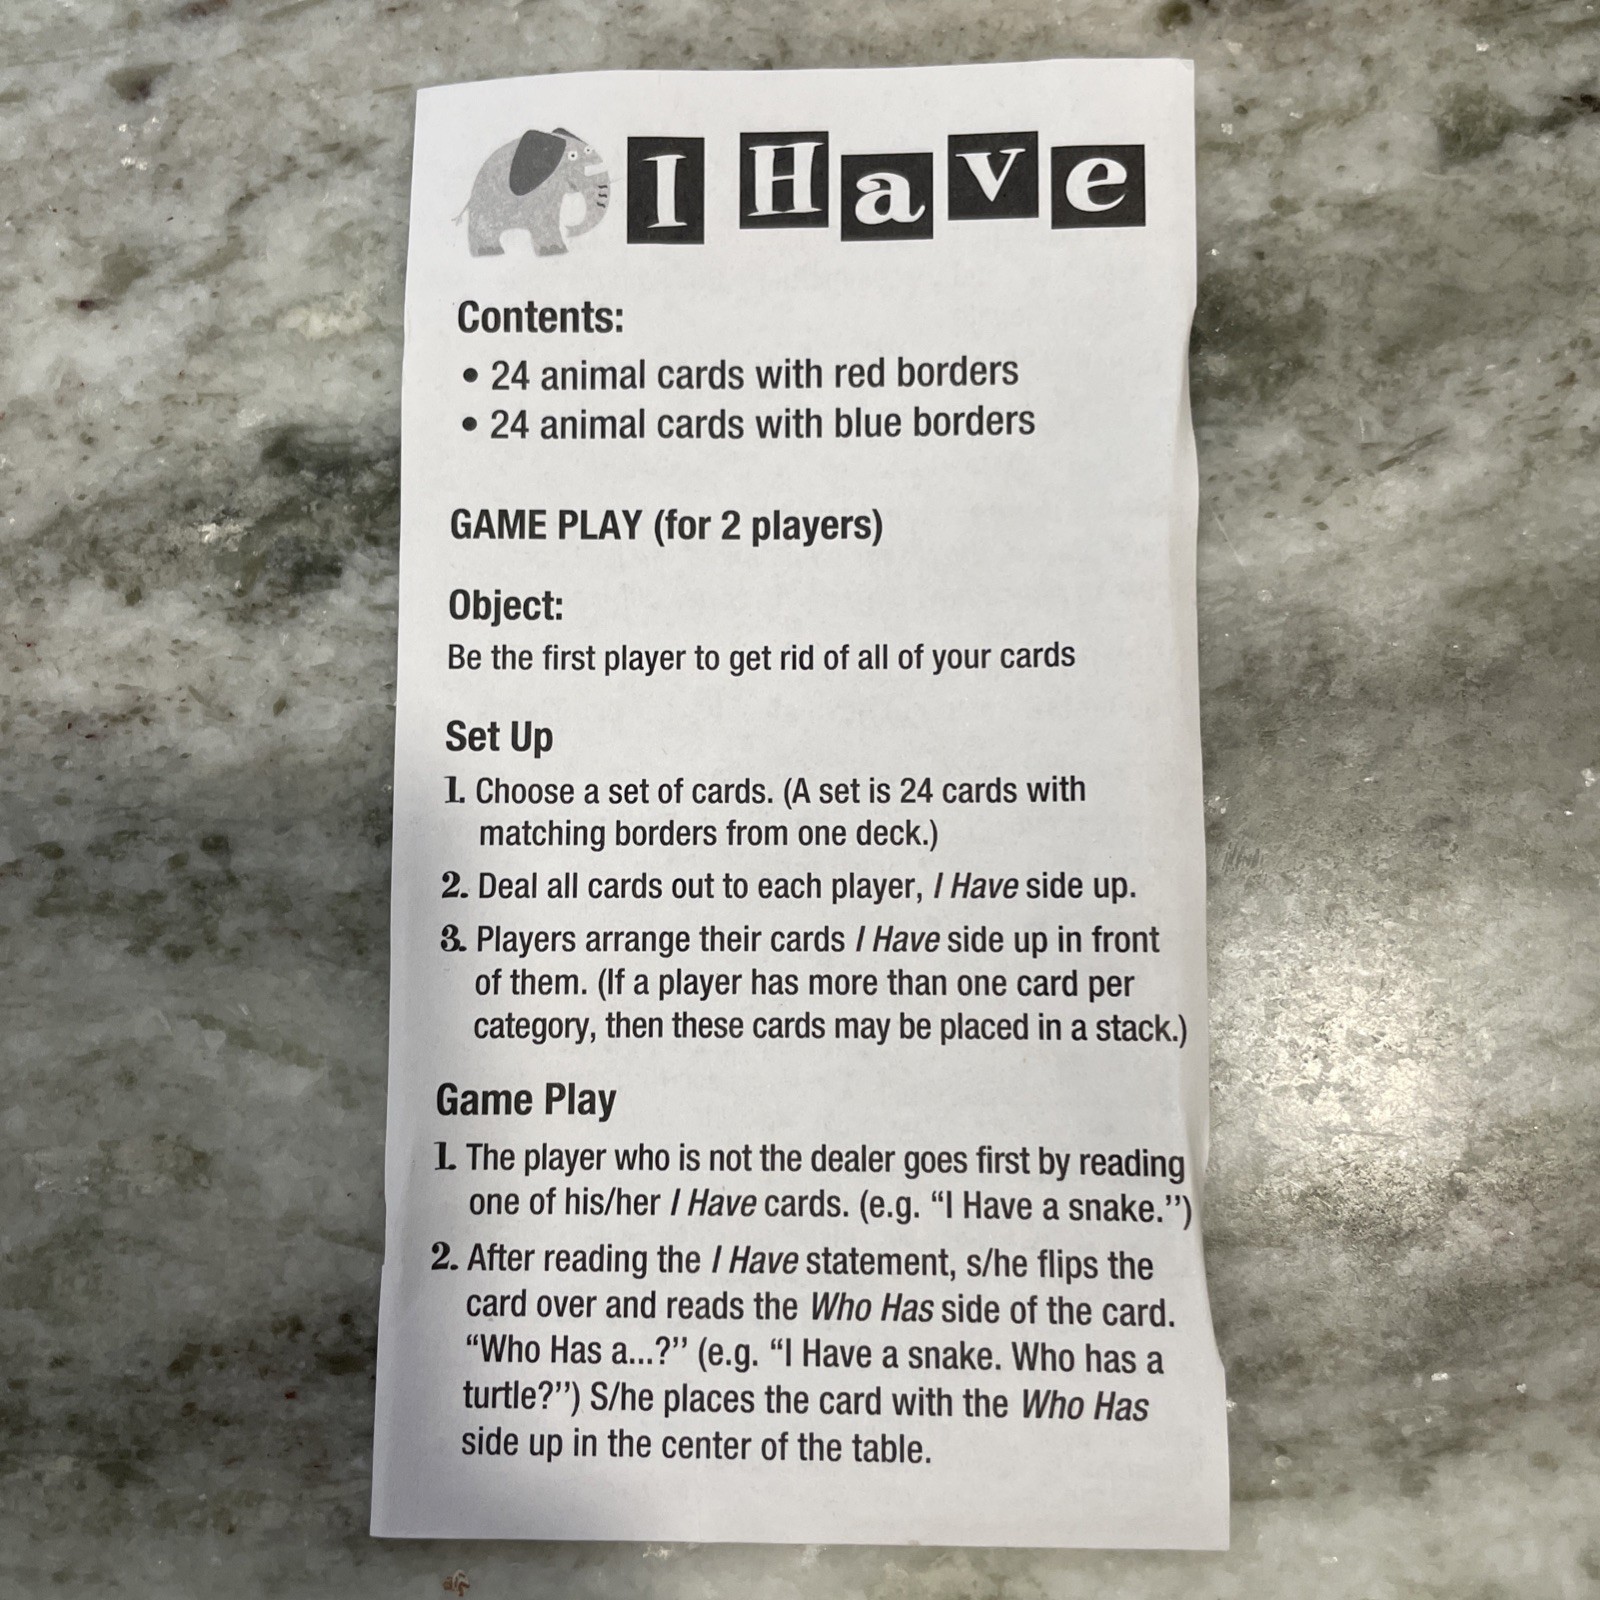 I Have
Contents:
• 24 animal cards with red borders
• 24 animal cards with blue borders
GAME PLAY (for 2 players)
Object:
Be the first player to get rid of all of your cards
Set Up
1. Choose a set of cards. (A set is 24 cards with
matching borders from one deck.)
2. Deal all cards out to each player, I Have side up.
3. Players arrange their cards I Have side up in front
of them. (If a player has more than one card per
category, then these cards may be placed in a stack.)
Game Play
1. The player who is not the dealer goes first by reading
one of his/her I Have cards. (e.g. “I Have a snake.”)
2. After reading the I Have statement, s/he flips the
card over and reads the Who Has side of the card.
“Who Has a...?” (e.g. “I Have a snake. Who has a
turtle?”) S/he places the card with the Who Has
side up in the center of the table.